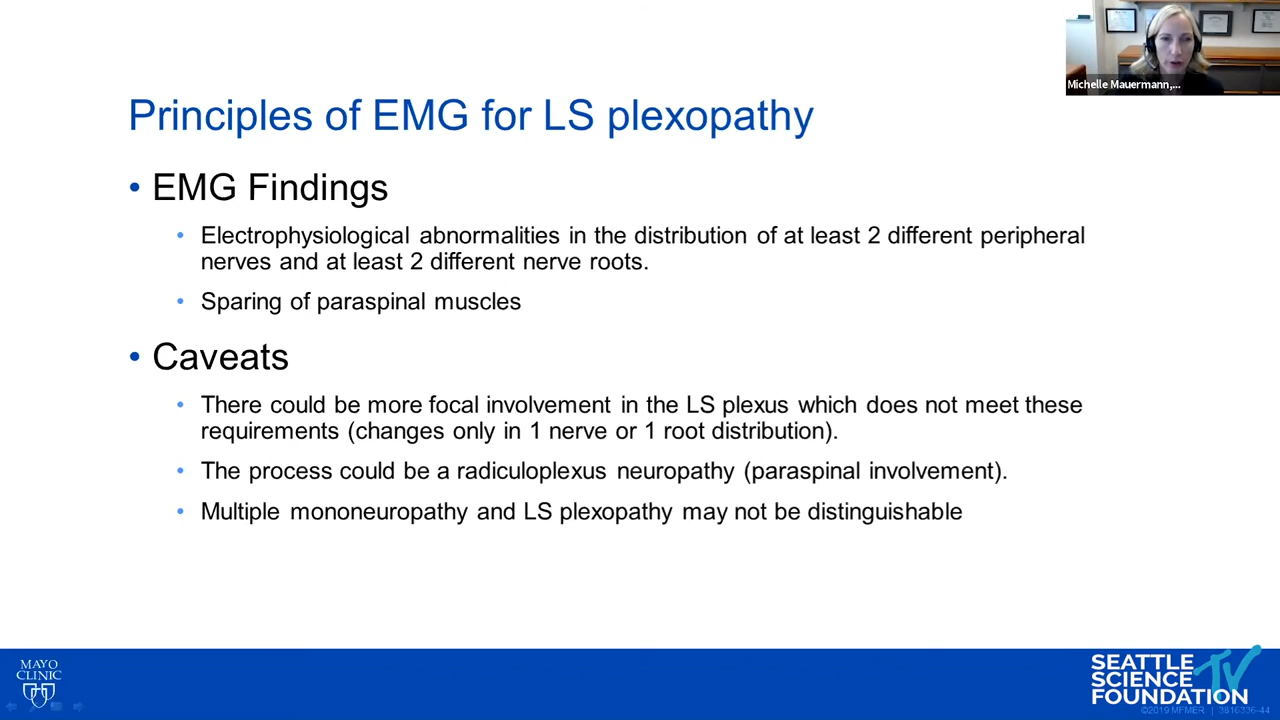 Michelle Mauermann,...
Principles of EMG for LS plexopathy
• EMG Findings
• Electrophysiological abnormalities in the distribution of at least 2 different peripheral
nerves and at least 2 different nerve roots.
• Sparing of paraspinal muscles
• Caveats
• There could be more focal involvement in the LS plexus which does not meet these
requirements (changes only in 1 nerve or 1 root distribution).
• The process could be a radiculoplexus neuropathy (paraspinal involvement).
• Multiple mononeuropathy and LS plexopathy may not be distinguishable
MAYO
CLINIC
SEATTLE
SCIENCE
FOUNDATION
TV
©2019 MFMER | 3816336-44